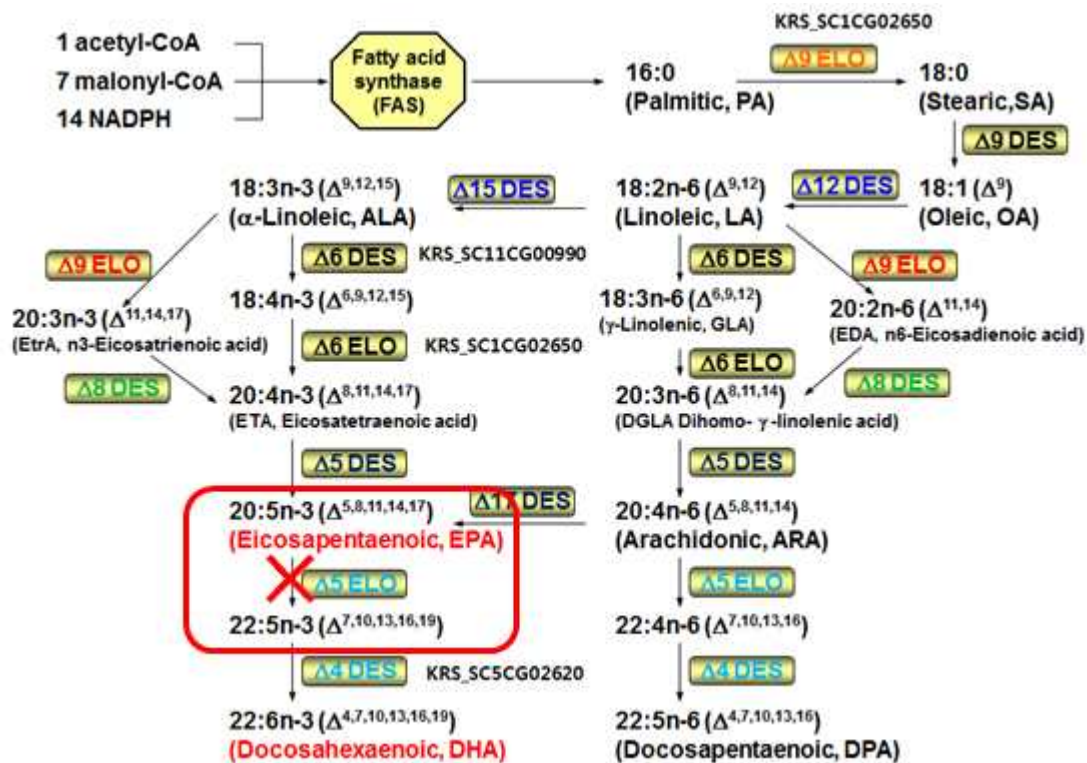 KRS_SC1CG02650
1 acetyl-CoA
7 malonyl-CoA
14 NADPH
Fatty acid
synthase
(FAS)
16:0
(Palmitic, PA)
Δ9 ELO
18:0
(Stearic,SA)
Δ9 DES
18:3n-3 (Δ9,12,15)
(α-Linoleic, ALA)
Δ15 DES
18:2n-6 (Δ9,12)
(Linoleic, LA)
Δ12 DES
18:1 (Δ9)
(Oleic, OA)
Δ9 ELO
Δ6 DES
KRS_SC11CG00990
Δ6 DES
Δ9 ELO
20:3n-3 (Δ11,14,17)
(EtrA, n3-Eicosatrienoic acid)
18:4n-3 (Δ6,9,12,15)
18:3n-6 (Δ6,9,12)
(γ-Linolenic, GLA)
20:2n-6 (Δ11,14)
(EDA, n6-Eicosadienoic acid)
Δ8 DES
Δ6 ELO
KRS_SC1CG02650
Δ6 ELO
Δ8 DES
20:4n-3 (Δ8,11,14,17)
(ETA, Eicosatetraenoic acid)
20:3n-6 (Δ8,11,14)
(DGLA Dihomo- γ-linolenic acid)
Δ5 DES
Δ5 DES
20:5n-3 (Δ5,8,11,14,17)
(Eicosapentaenoic, EPA)
Δ17 DES
20:4n-6 (Δ5,8,11,14)
(Arachidonic, ARA)
Δ5 ELO
Δ5 ELO
22:5n-3 (Δ7,10,13,16,19)
22:4n-6 (Δ7,10,13,16)
Δ4 DES
KRS_SC5CG02620
Δ4 DES
22:6n-3 (Δ4,7,10,13,16,19)
(Docosahexaenoic, DHA)
22:5n-6 (Δ4,7,10,13,16)
(Docosapentaenoic, DPA)